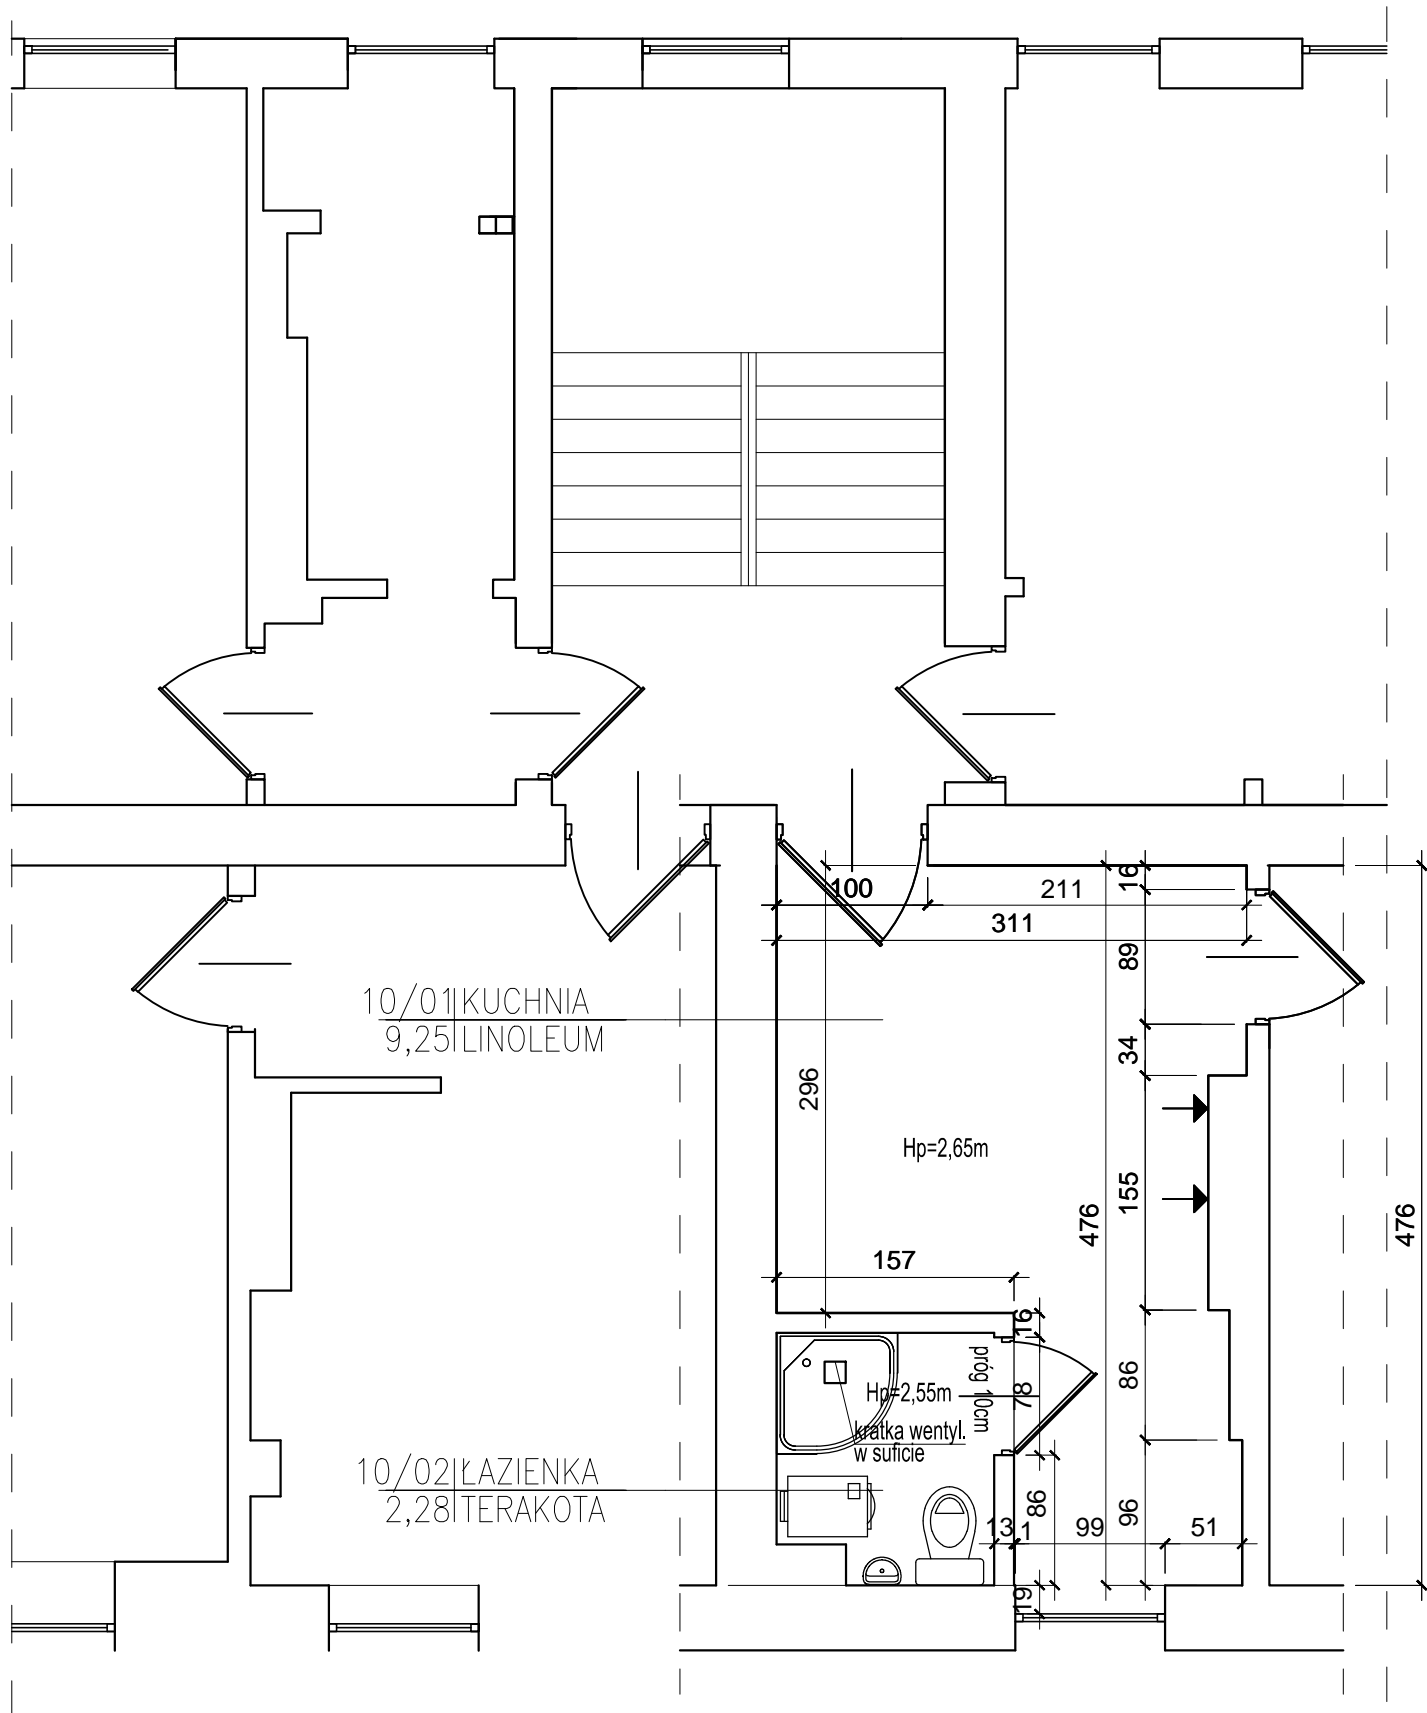 100
211
16
311
89
10/01 KUCHNIA
9,25 LINOLEUM
34
296
Hp=2,65m
155
476
476
157
16
próg 10cm
78
Hp=2,55m
86
kratka wentyl.
w suficie
10/02 ŁAZIENKA
2,28 TERAKOTA
86
96
13
1
99
51
19